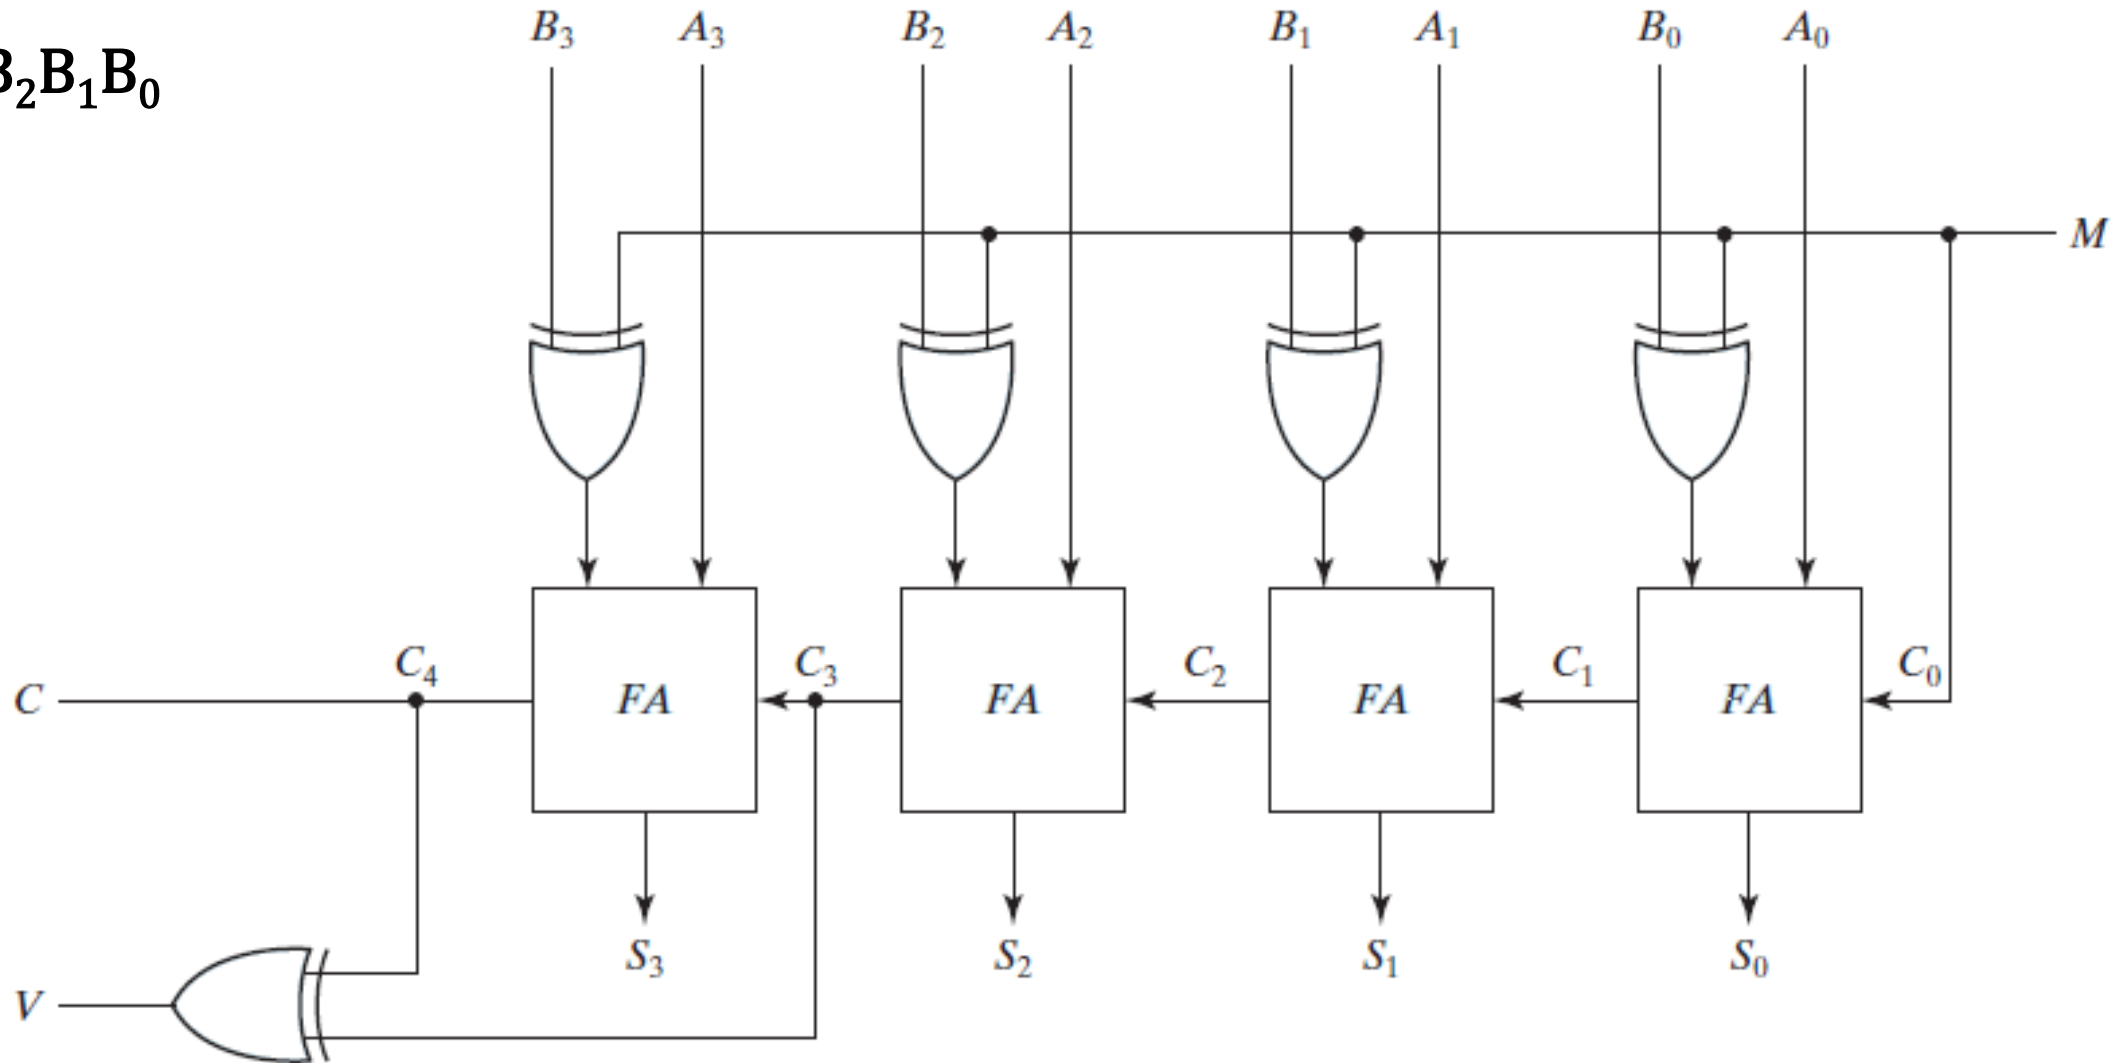 B₃ A₃ B₂ A₂ B₁ A₁ B₀ A₀
B₂B₁B₀
M
C C₄ FA C₃ FA C₂ FA C₁ FA C₀
S₃ S₂ S₁ S₀
V